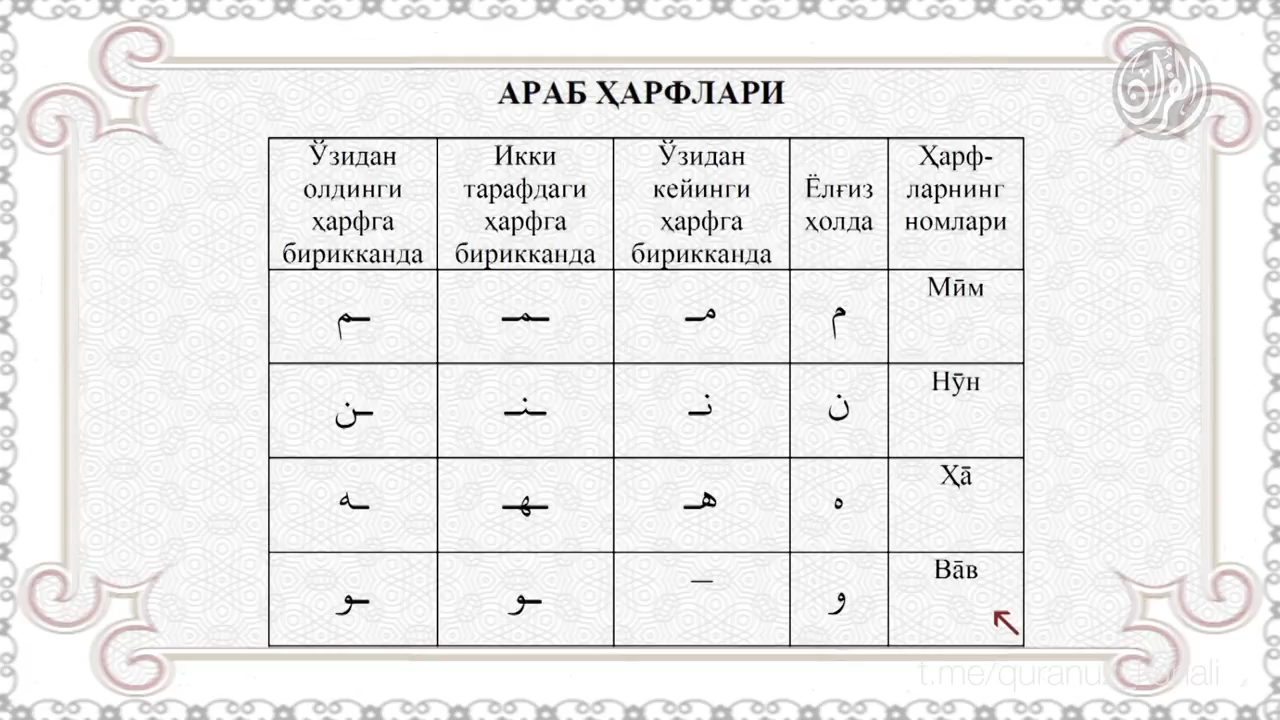 АРАБ ҲАРФЛАРИ
Ўзидан олдинги ҳарфга бирикканда | Икки тарафдаги ҳарфга бирикканда | Ўзидан кейинги ҳарфга бирикканда | Ёлғиз ҳолда | Ҳарф-ларнинг номлари
ـم | ـمـ | مـ | م | Мӣм
ـن | ـنـ | نـ | ن | Нӯн
ـه | ـهـ | هـ | ه | Ҳā
ـو | ـو | — | و | Вāв
القرآن